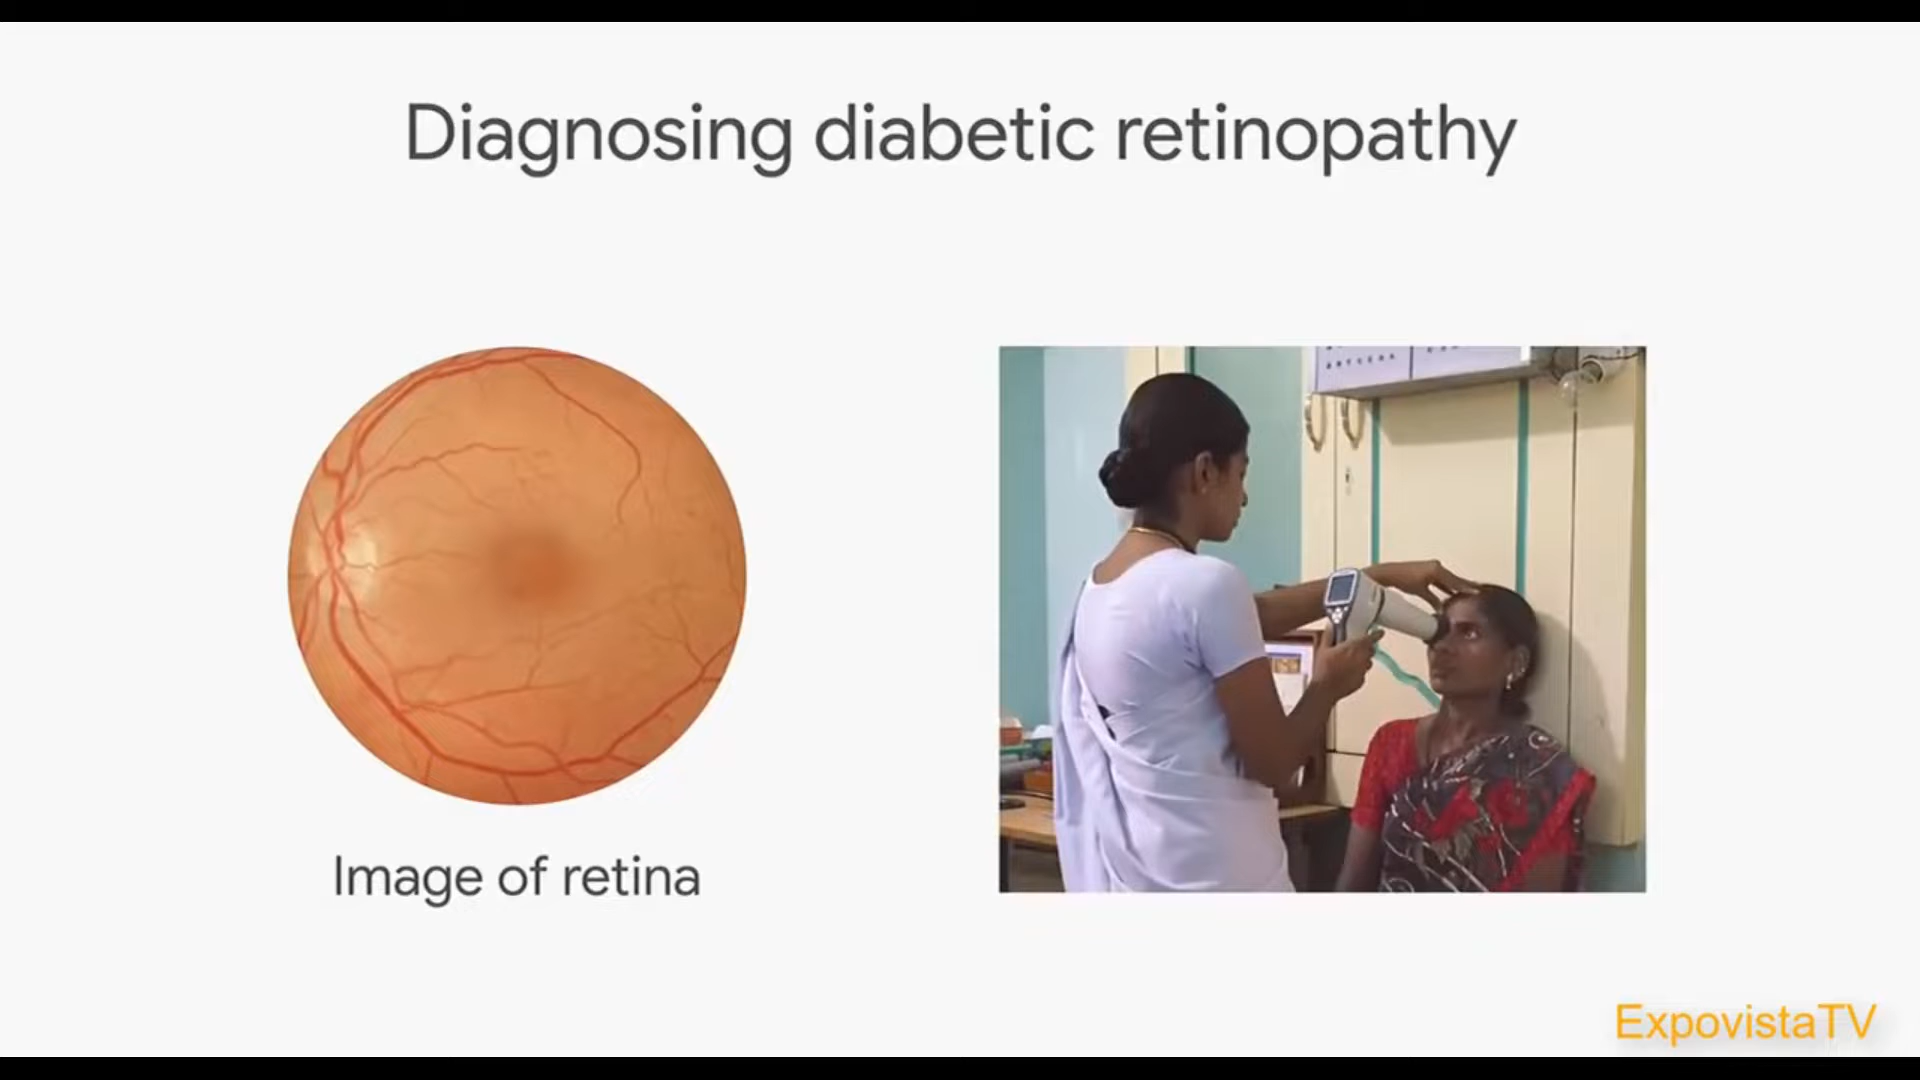 Diagnosing diabetic retinopathy
Image of retina
ExpovistaTV